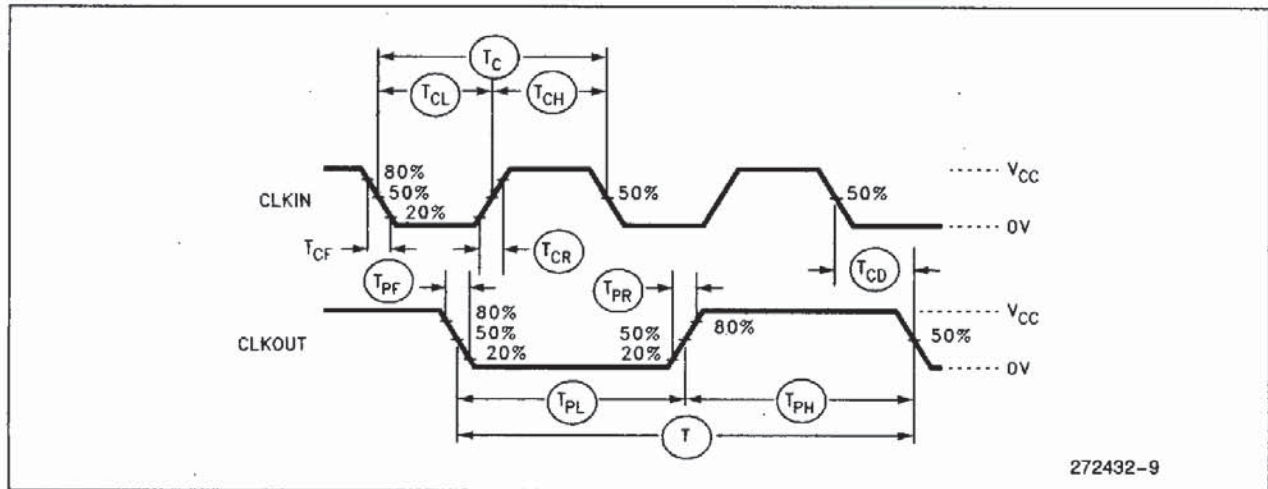 T_C
T_CL T_CH
80%
50%
20%
50%
50%
V_CC
0V
CLKIN
T_CF
T_CR
T_CD
T_PF
T_PR
80%
50%
20%
50%
20%
80%
50%
V_CC
0V
CLKOUT
T_PL T_PH
T
272432-9